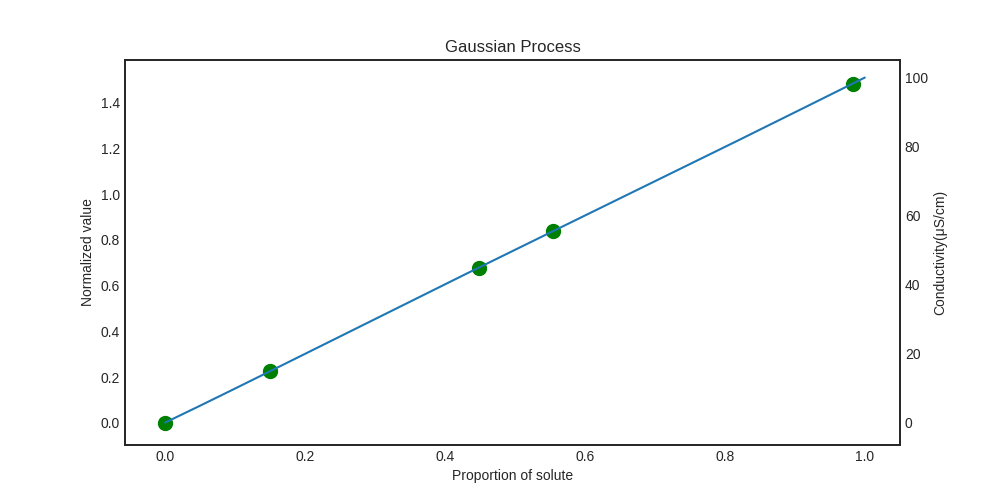 Gaussian Process
1.4
1.2
1.0
0.8
0.6
0.4
0.2
0.0
Normalized value
100
80
60
40
20
0
Conductivity(μS/cm)
0.0 0.2 0.4 0.6 0.8 1.0
Proportion of solute